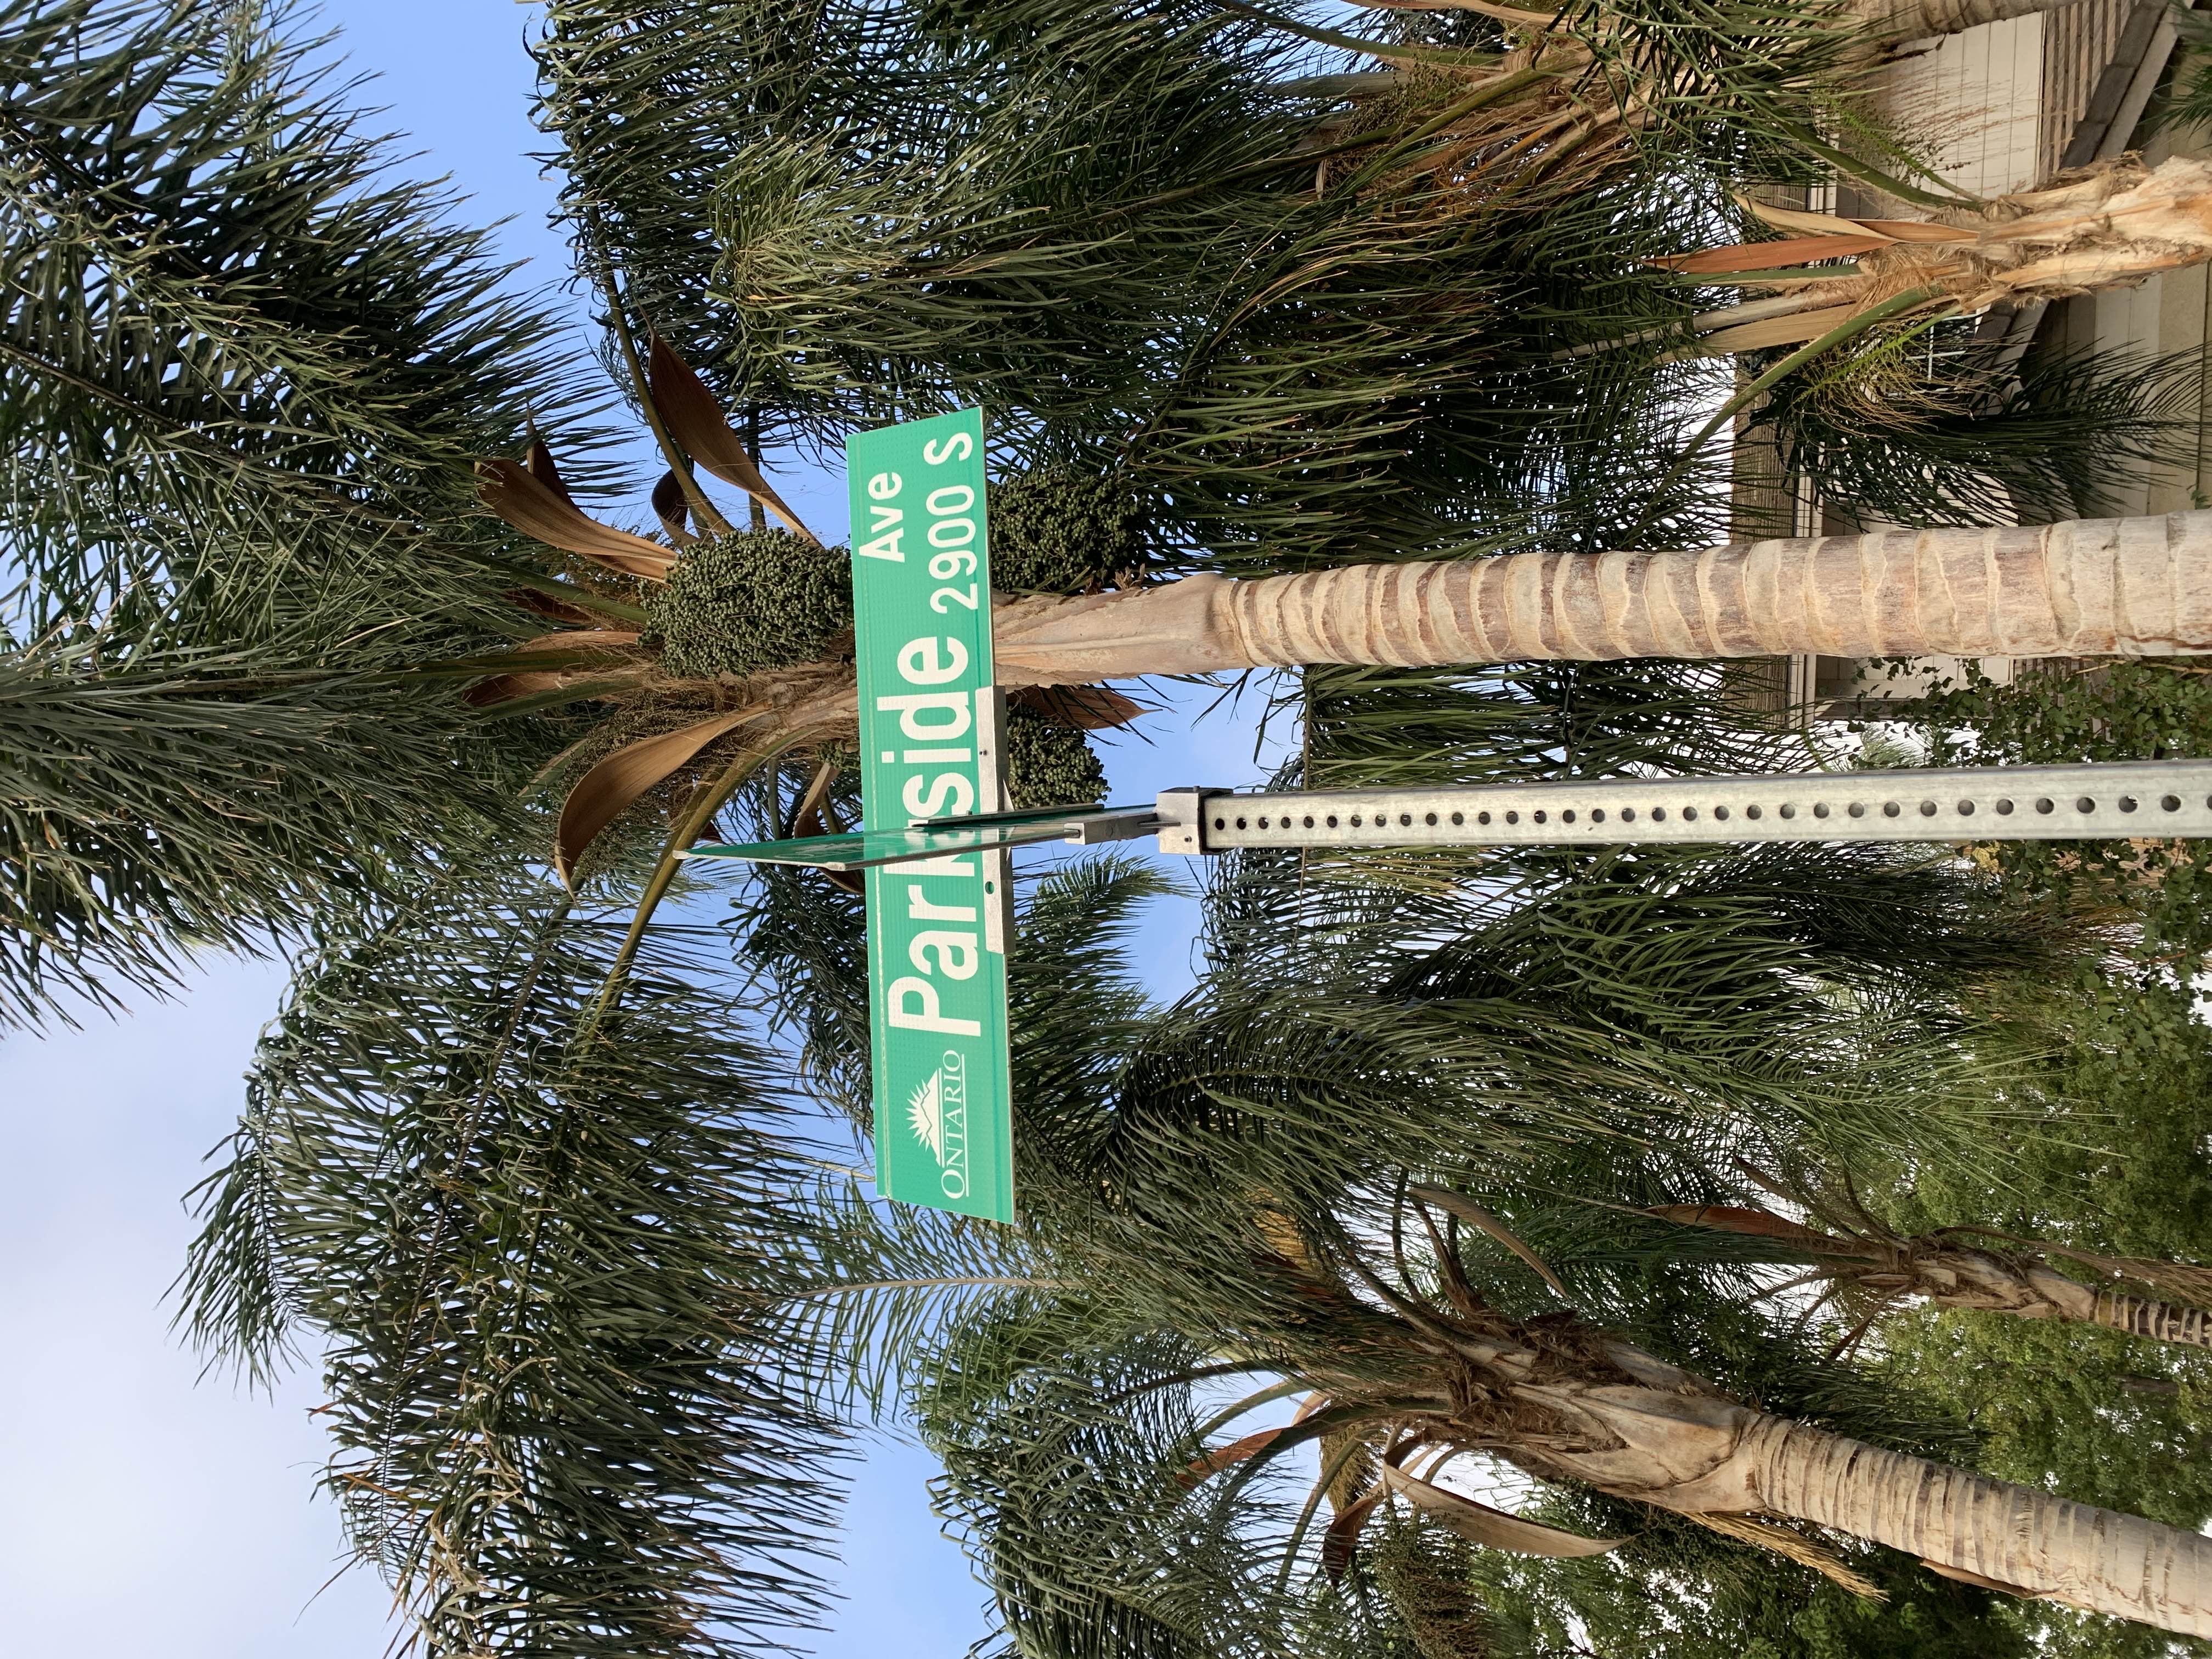 ONTARIO
Parkside
Ave
2900 S